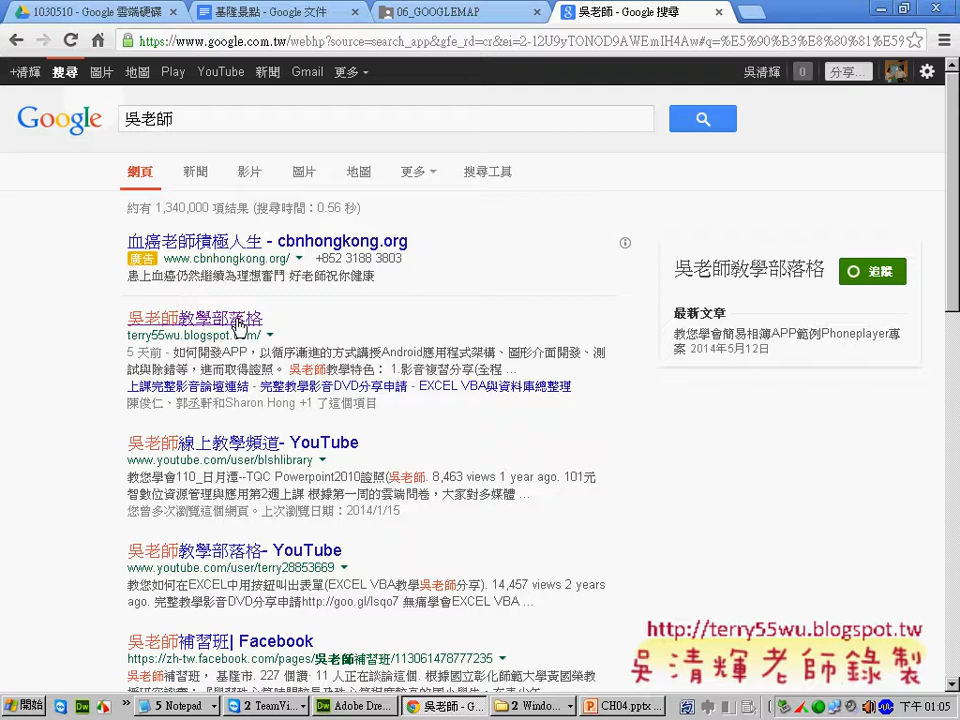 1030510 - Google 雲端硬碟
基隆景點 - Google 文件
06_GOOGLEMAP
吳老師 - Google 搜尋
https://www.google.com.tw/webhp?source=search_app&gfe_rd=cr&ei=2-12U9yTONOD9AWEmIH4Aw#q=%E5%90%B3%E8%80%81%E5
+清輝 搜尋 圖片 地圖 Play YouTube 新聞 Gmail 更多
吳清輝 0 分享...
Google 吳老師
網頁 新聞 影片 圖片 地圖 更多 搜尋工具
約有 1,340,000 項結果 (搜尋時間：0.56 秒)
血癌老師積極人生 - cbnhongkong.org
廣告 www.cbnhongkong.org/ +852 3188 3803
患上血癌仍然繼續為理想奮鬥 好老師祝你健康
吳老師教學部落格
terry55wu.blogspot.com/
5 天前 - 如何開發APP，以循序漸進的方式講授Android應用程式架構、圖形介面開發、測
試與除錯等，進而取得證照。 吳老師教學特色： 1.影音複習分享(全程 ...
上課完整影音論壇連結 - 完整教學影音DVD分享申請 - EXCEL VBA與資料庫總整理
陳俊仁、郭丞軒和Sharon Hong +1 了這個項目
吳老師線上教學頻道- YouTube
www.youtube.com/user/blshlibrary
教您學會110_日月潭--TQC Powerpoint2010證照(吳老師. 8,463 views 1 year ago. 101元
智數位資源管理與應用第2週上課 根據第一周的雲端問卷，大家對多媒體 ...
您曾多次瀏覽這個網頁。上次瀏覽日期：2014/1/15
吳老師教學部落格- YouTube
www.youtube.com/user/terry28853669
教您如何在EXCEL中用按鈕叫出表單(EXCEL VBA教學吳老師分享). 14,457 views 2 years
ago. 完整教學影音DVD分享申請http://goo.gl/lsqo7 無痛學會EXCEL VBA ...
吳老師補習班| Facebook
https://zh-tw.facebook.com/pages/吳老師補習班/113061478777235
吳老師補習班， 基隆市. 227 個讚· 11 人正在談論這個. 根據國立彰化師範大學黃國榮教
吳老師教學部落格
追蹤
最新文章
教您學會簡易相簿APP範例Phoneplayer專
案 2014年5月12日
http://terry55wu.blogspot.tw
吳清輝老師錄製
開始 5 Notepad 2 TeamVi... Adobe Dre... 吳老師 - G... 2 Windo... CH04.pptx ... 下午 01:05